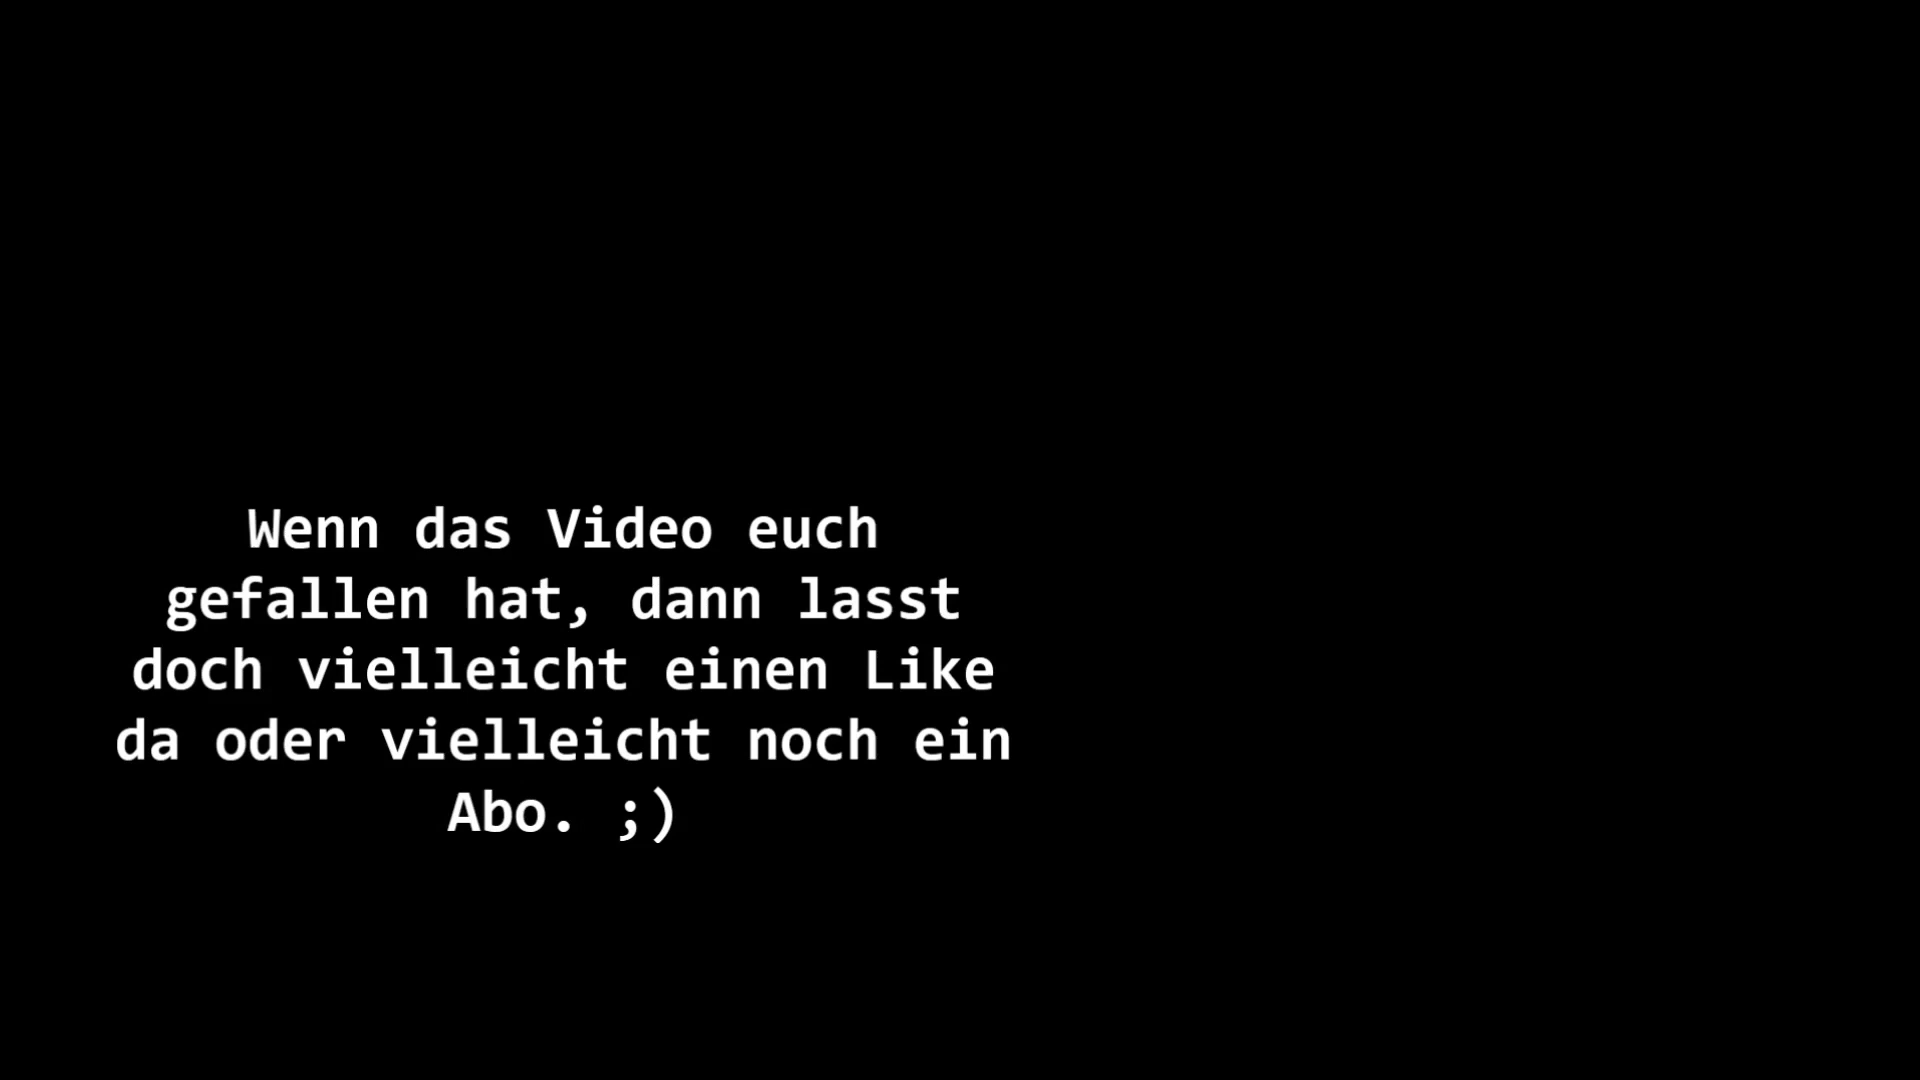 Wenn das Video euch
gefallen hat, dann lasst
doch vielleicht einen Like
da oder vielleicht noch ein
Abo. ;)